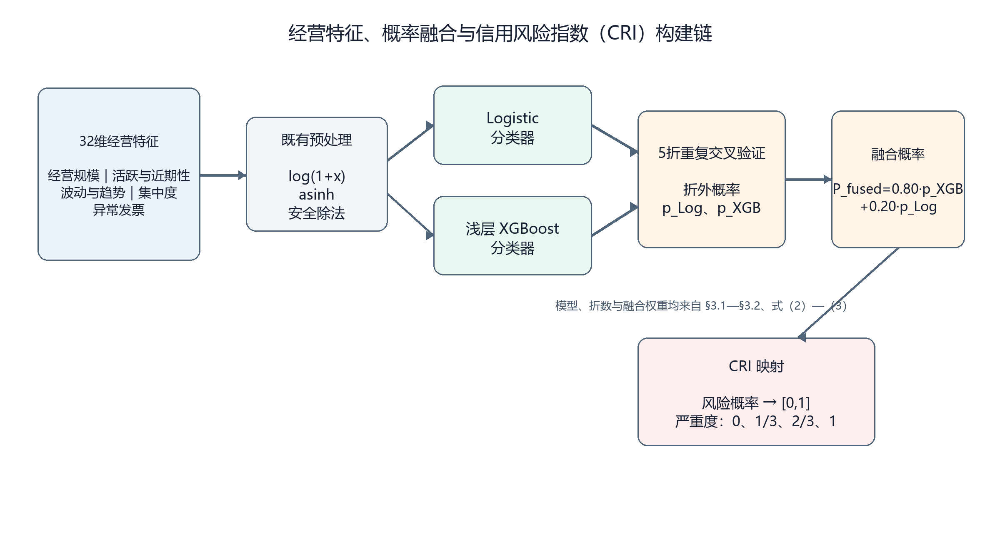 经营特征、概率融合与信用风险指数（CRI）构建链
32维经营特征
经营规模｜活跃与近期性
波动与趋势｜集中度
异常发票
既有预处理
log(1+x)
asinh
安全除法
Logistic
分类器
浅层 XGBoost
分类器
5折重复交叉验证
折外概率
p_Log、p_XGB
融合概率
P_fused=0.80·p_XGB
+0.20·p_Log
模型、折数与融合权重均来自 §3.1—§3.2、式（2）—（3）
CRI 映射
风险概率 → [0,1]
严重度：0、1/3、2/3、1